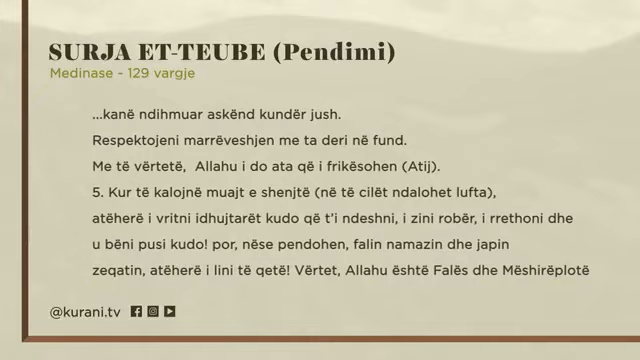 SURJA ET-TEUBE (Pendimi)
Medinase - 129 vargje
...kanë ndihmuar askënd kundër jush.
Respektojeni marrëveshjen me ta deri në fund.
Me të vërtetë,  Allahu i do ata që i frikësohen (Atij).
5. Kur të kalojnë muajt e shenjtë (në të cilët ndalohet lufta),
atëherë i vritni idhujtarët kudo që t'i ndeshni, i zini robër, i rrethoni dhe
u bëni pusi kudo! por, nëse pendohen, falin namazin dhe japin
zeqatin, atëherë i lini të qetë! Vërtet, Allahu është Falës dhe Mëshirëplotë
@kurani.tv